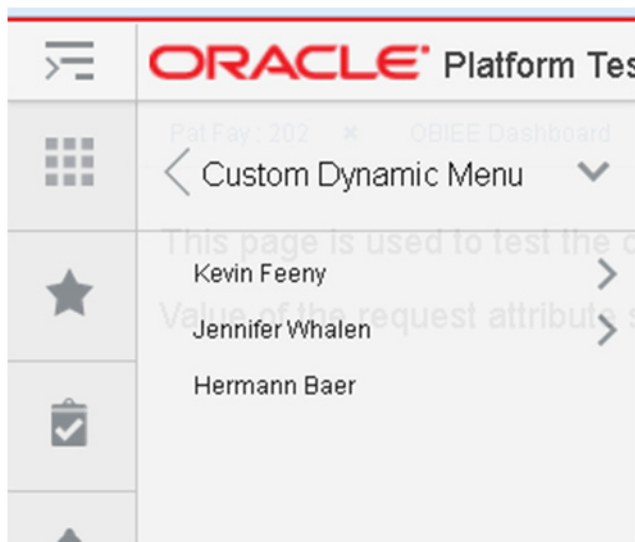 ORACLE Platform Tes
Pat Fay : 202 × OBIEE Dashboard
Custom Dynamic Menu
This page is used to test the c
Kevin Feeny
Value of the request attribute s
Jennifer Whalen
Hermann Baer